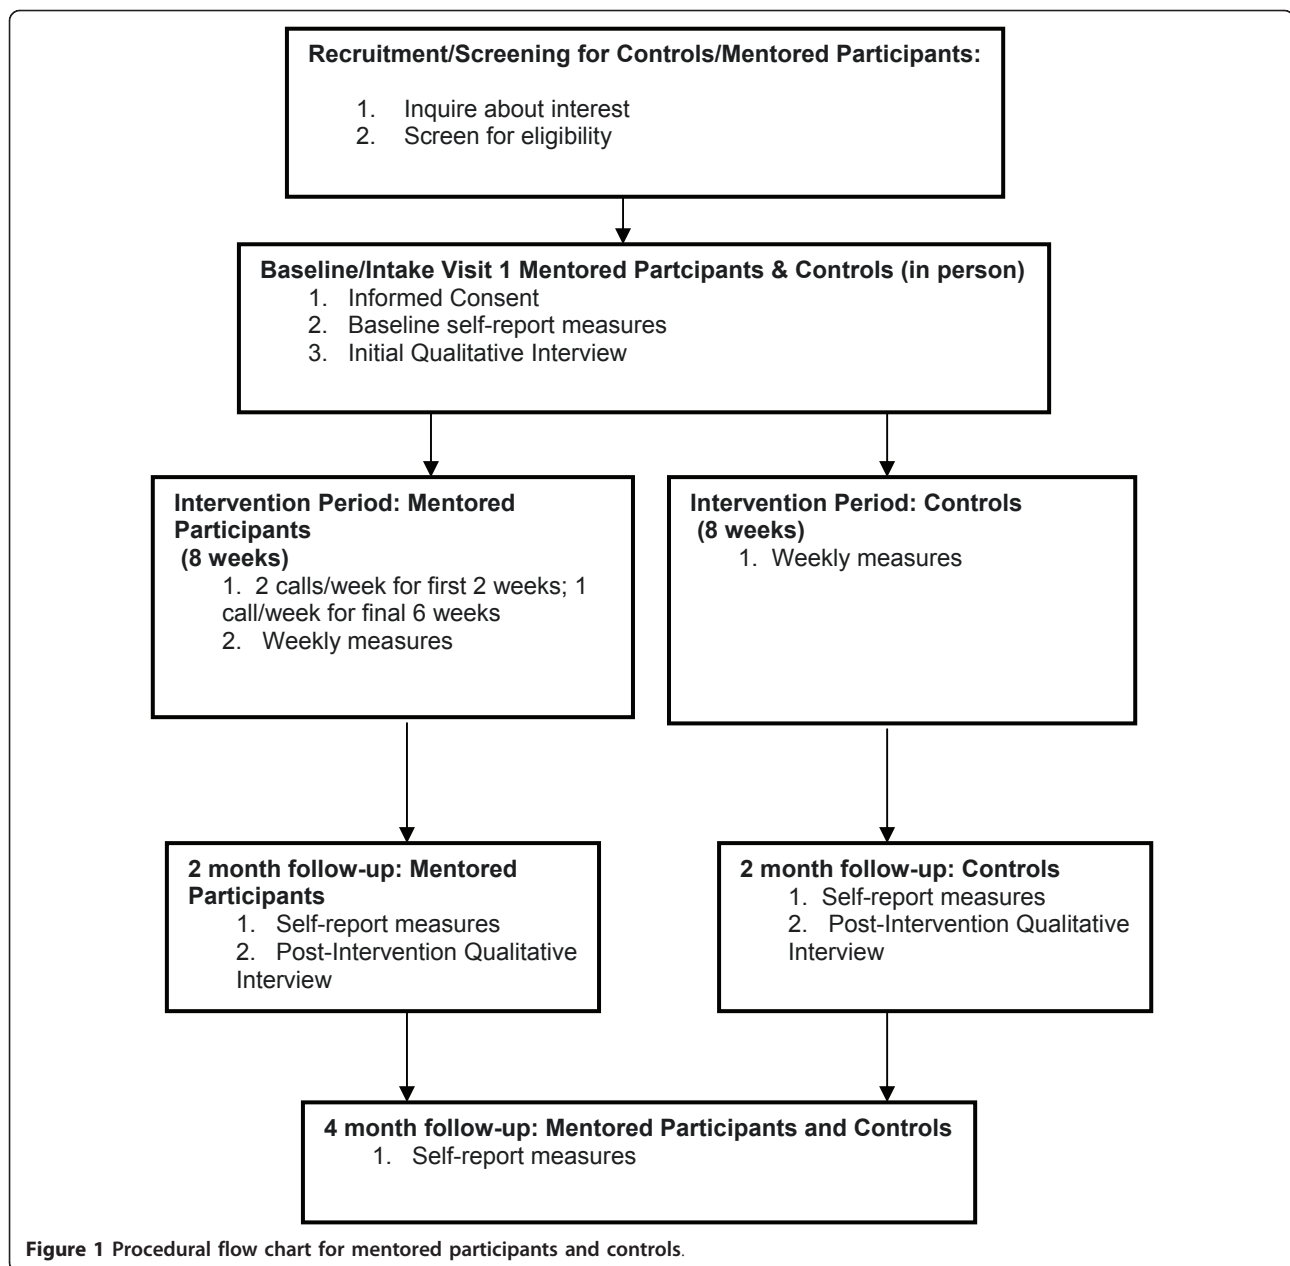 Recruitment/Screening for Controls/Mentored Participants:
1. Inquire about interest
2. Screen for eligibility
Baseline/Intake Visit 1 Mentored Partcipants & Controls (in person)
1. Informed Consent
2. Baseline self-report measures
3. Initial Qualitative Interview
Intervention Period: Mentored
Participants
(8 weeks)
1. 2 calls/week for first 2 weeks; 1
call/week for final 6 weeks
2. Weekly measures
Intervention Period: Controls
(8 weeks)
1. Weekly measures
2 month follow-up: Mentored
Participants
1. Self-report measures
2. Post-Intervention Qualitative
Interview
2 month follow-up: Controls
1. Self-report measures
2. Post-Intervention Qualitative
Interview
4 month follow-up: Mentored Participants and Controls
1. Self-report measures
Figure 1 Procedural flow chart for mentored participants and controls.